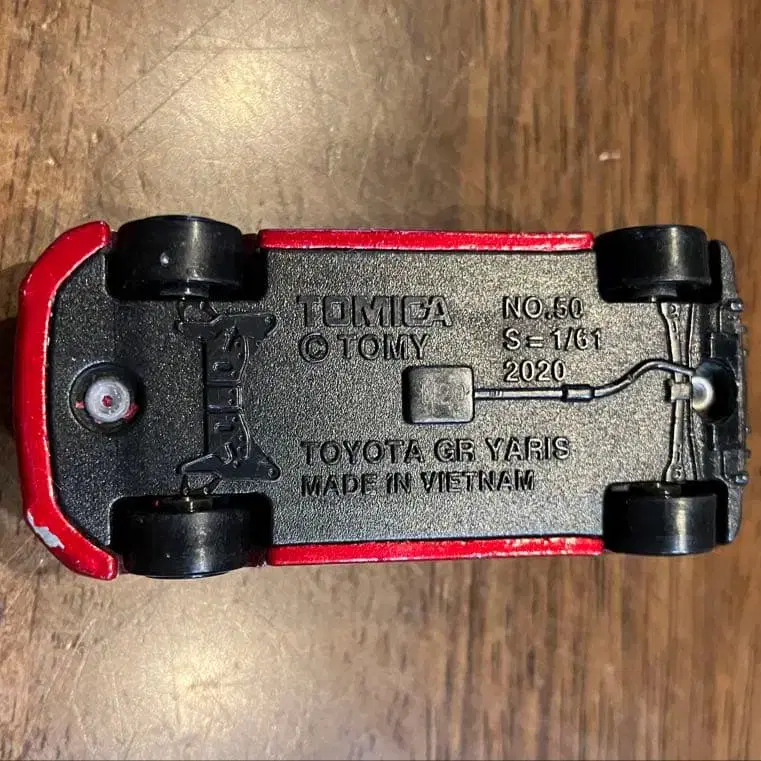 TOMICA
© TOMY
NO.50
S=1/61
2020
TOYOTA GR YARIS
MADE IN VIETNAM